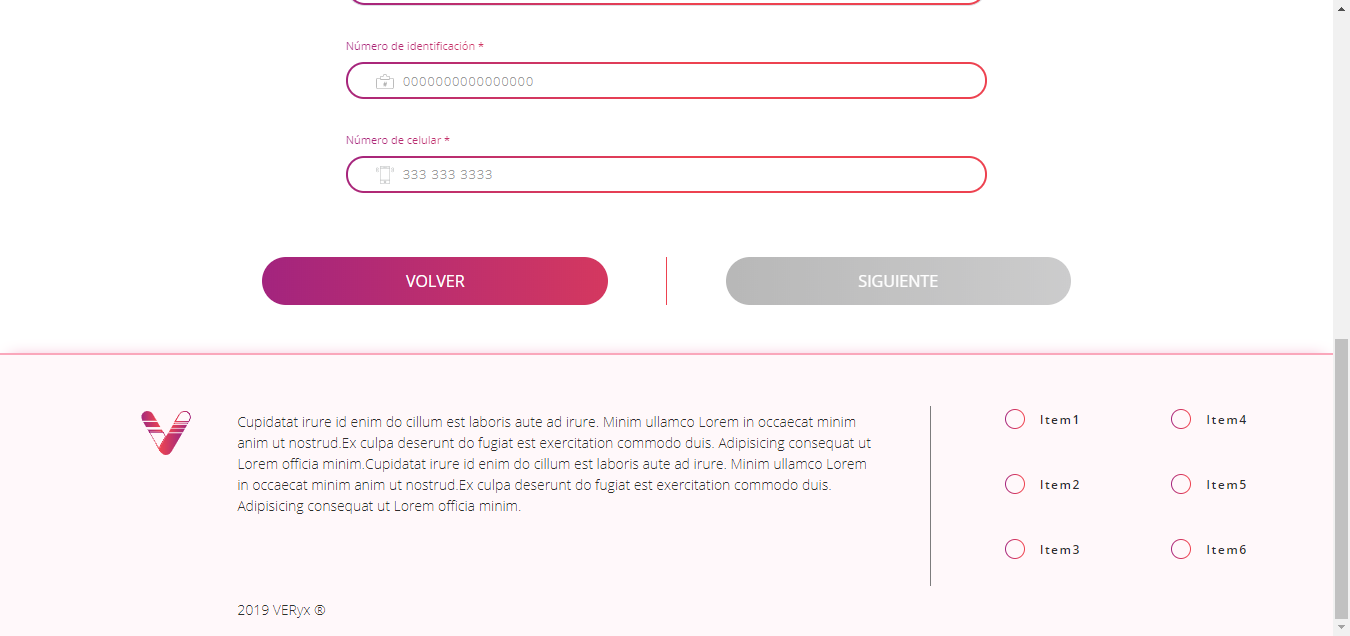 Número de identificación *
0000000000000000
Número de celular *
333 333 3333
VOLVER
SIGUIENTE
Cupidatat irure id enim do cillum est laboris aute ad irure. Minim ullamco Lorem in occaecat minim
anim ut nostrud.Ex culpa deserunt do fugiat est exercitation commodo duis. Adipisicing consequat ut
Lorem officia minim.Cupidatat irure id enim do cillum est laboris aute ad irure. Minim ullamco Lorem
in occaecat minim anim ut nostrud.Ex culpa deserunt do fugiat est exercitation commodo duis.
Adipisicing consequat ut Lorem officia minim.
2019 VERyx ®
Item1
Item4
Item2
Item5
Item3
Item6